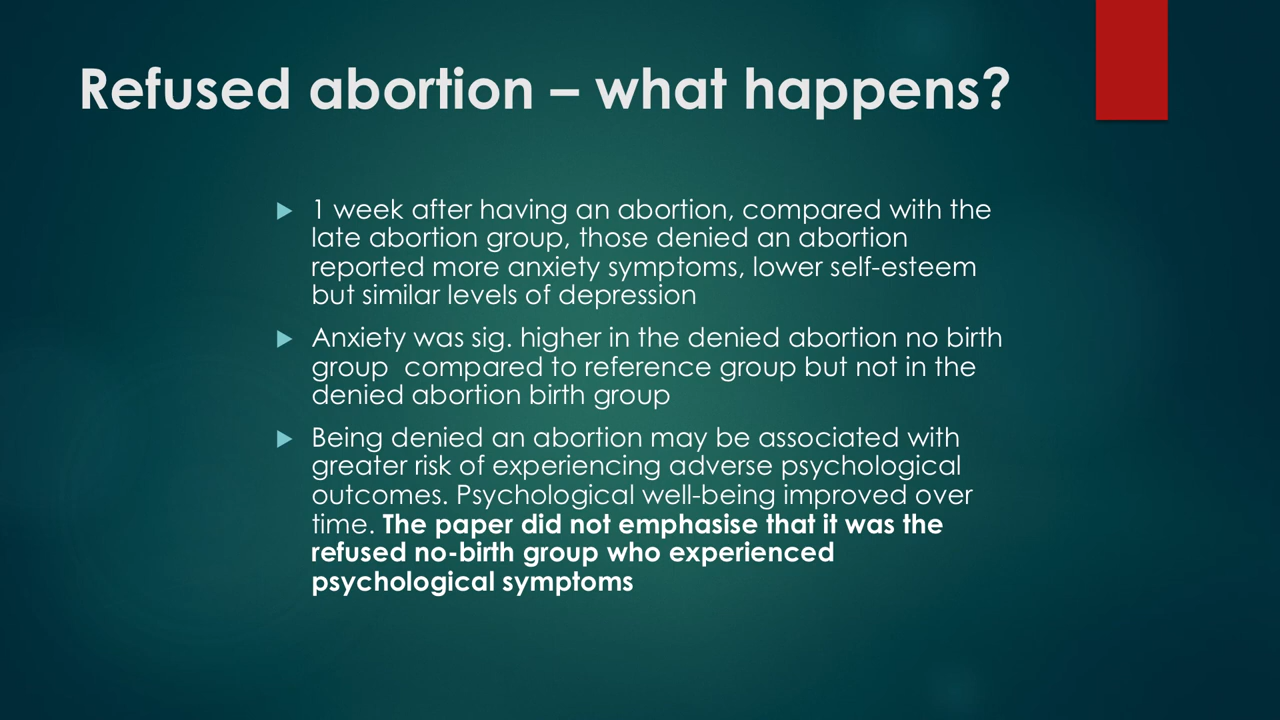 Refused abortion – what happens?
1 week after having an abortion, compared with the
late abortion group, those denied an abortion
reported more anxiety symptoms, lower self-esteem
but similar levels of depression
Anxiety was sig. higher in the denied abortion no birth
group  compared to reference group but not in the
denied abortion birth group
Being denied an abortion may be associated with
greater risk of experiencing adverse psychological
outcomes. Psychological well-being improved over
time. The paper did not emphasise that it was the
refused no-birth group who experienced
psychological symptoms